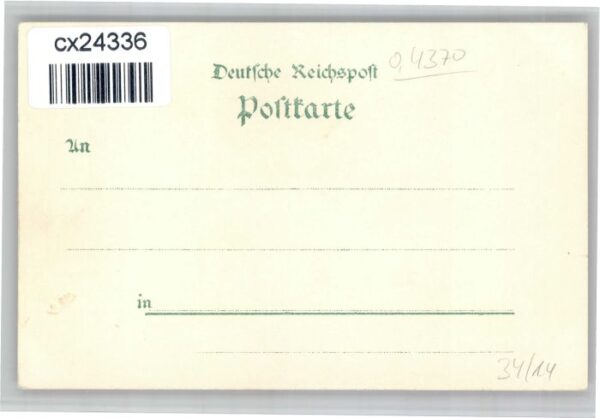 cx24336
0,4370
Deutsche Reichspost
Postkarte
An
in
34/14